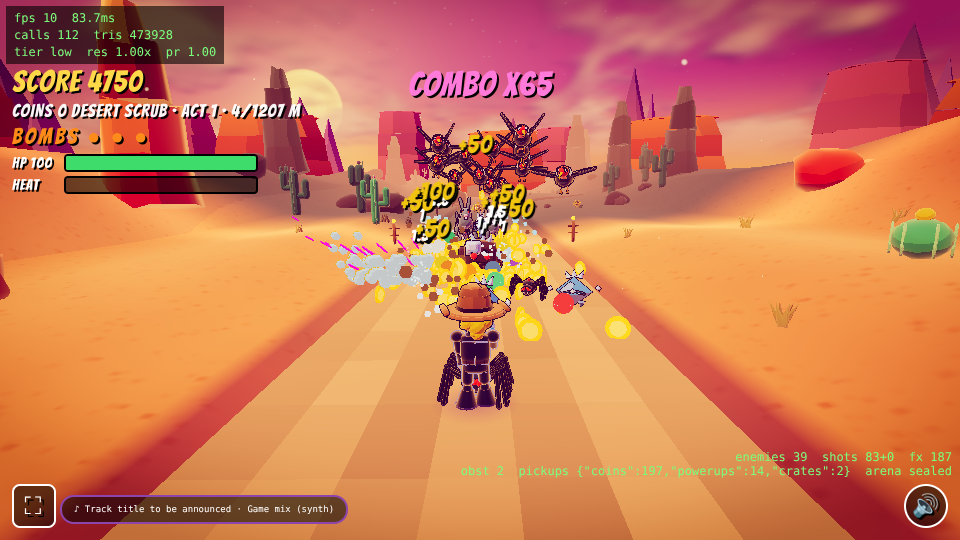 fps 10  83.7ms
calls 112  tris 473928
tier low  res 1.00x  pr 1.00
SCORE 4750
COMBO X65
COINS 0 DESERT SCRUB · ACT 1 · 4/1207 M
BOMBS
HP 100
HEAT
+50
+100
+50
+50
+50
+50
enemies 39  shots 83+0  fx 187
obst 2  pickups {"coins":197,"powerups":14,"crates":2}  arena sealed
♪ Track title to be announced · Game mix (synth)